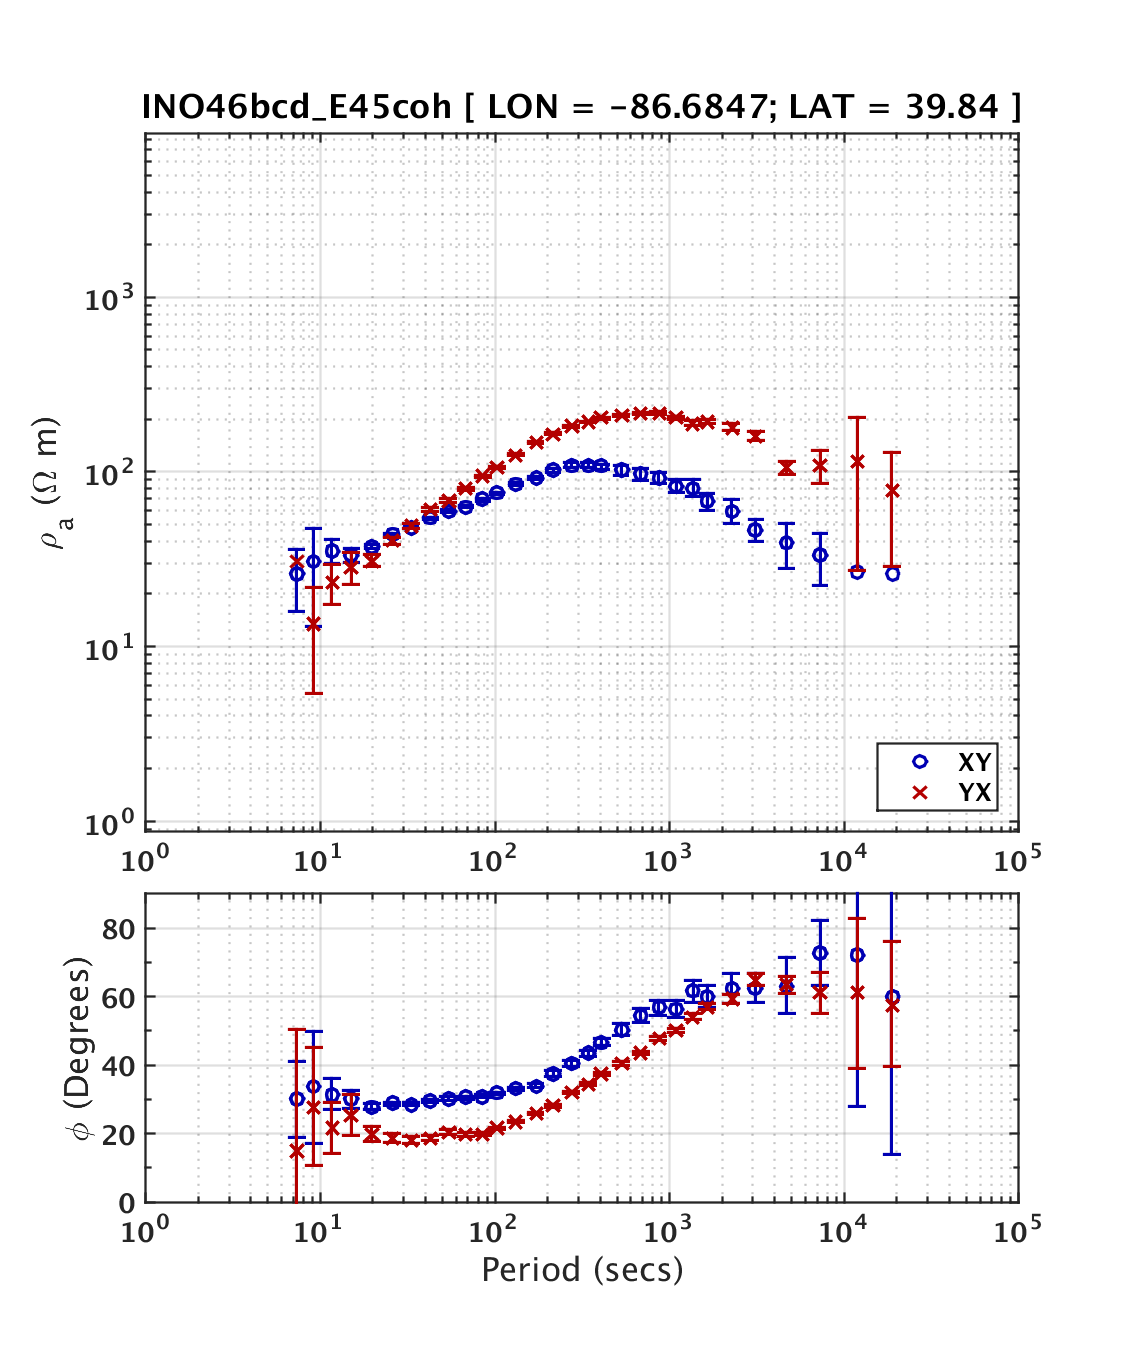 INO46bcd_E45coh [ LON = -86.6847; LAT = 39.84 ]
10³
10²
10¹
10⁰
ρₐ (Ω m)
XY
YX
10⁰ 10¹ 10² 10³ 10⁴ 10⁵
80
60
40
20
0
ϕ (Degrees)
10⁰ 10¹ 10² 10³ 10⁴ 10⁵
Period (secs)